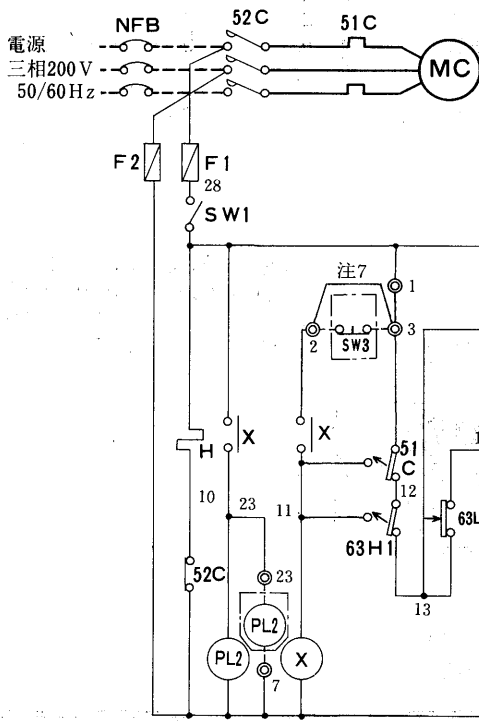 NFB 52C 51C
電源
三相200V
50/60Hz
MC
F2 F1
28
SW1
注7
1
2 3
SW3
H X X
51
C
10 23 11 12
63H1 63L
52C 23 13
PL2
PL2 7 X